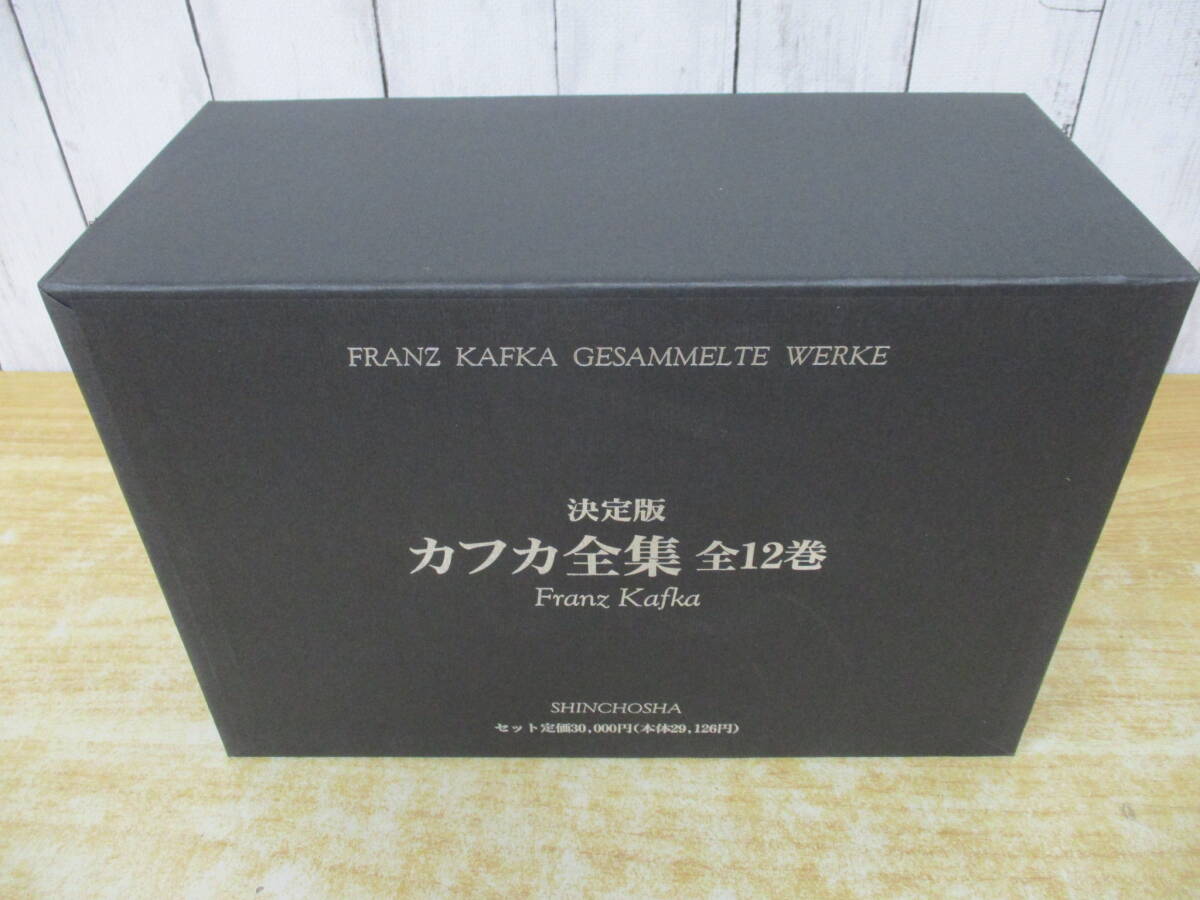 FRANZ KAFKA GESAMMELTE WERKE
決定版
カフカ全集 全12巻
Franz Kafka
SHINCHOSHA
セット定価30,000円(本体29,126円)